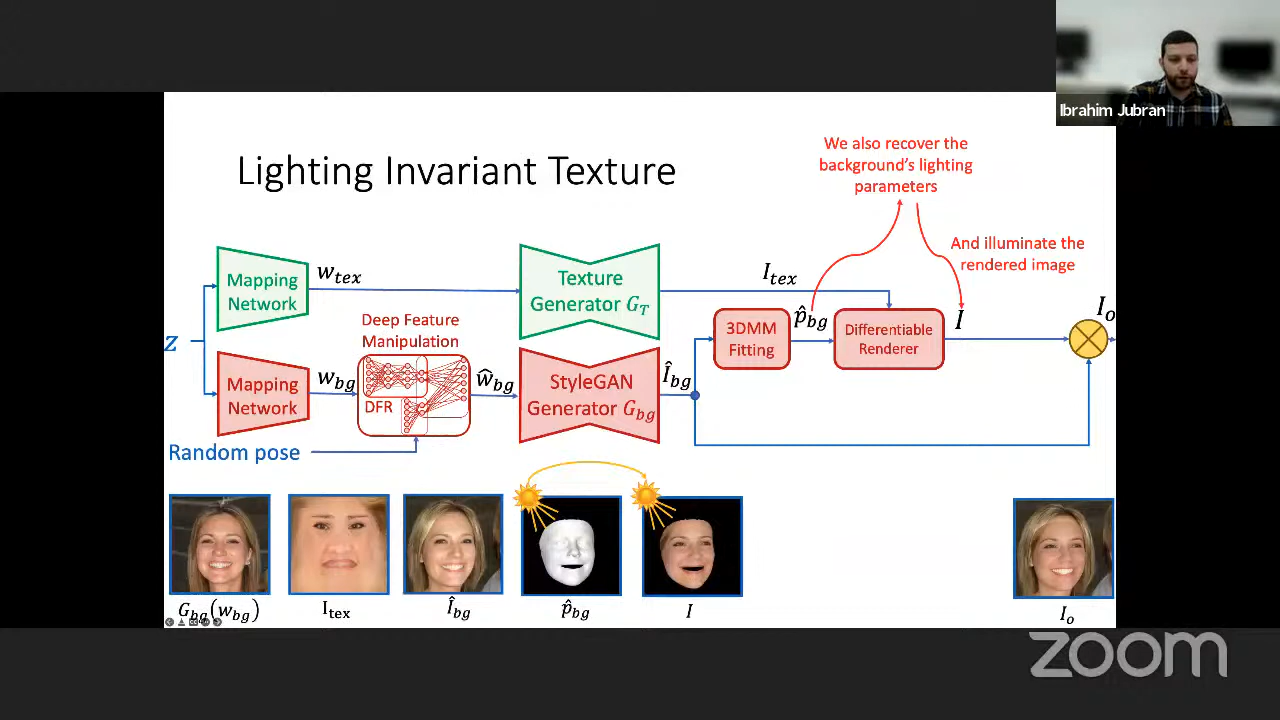 Ibrahim Jubran
Lighting Invariant Texture
We also recover the
background's lighting
parameters
And illuminate the
rendered image
Mapping
Network
w_tex
Texture
Generator G_T
I_tex
z
Deep Feature
Manipulation
DFR
Mapping
Network
w_bg
ŵ_bg
StyleGAN
Generator G_bg
Î_bg
3DMM
Fitting
p̂_bg
Differentiable
Renderer
I
I_o
Random pose
G_bg(w_bg)
I_tex
Î_bg
p̂_bg
I
I_o
zoom